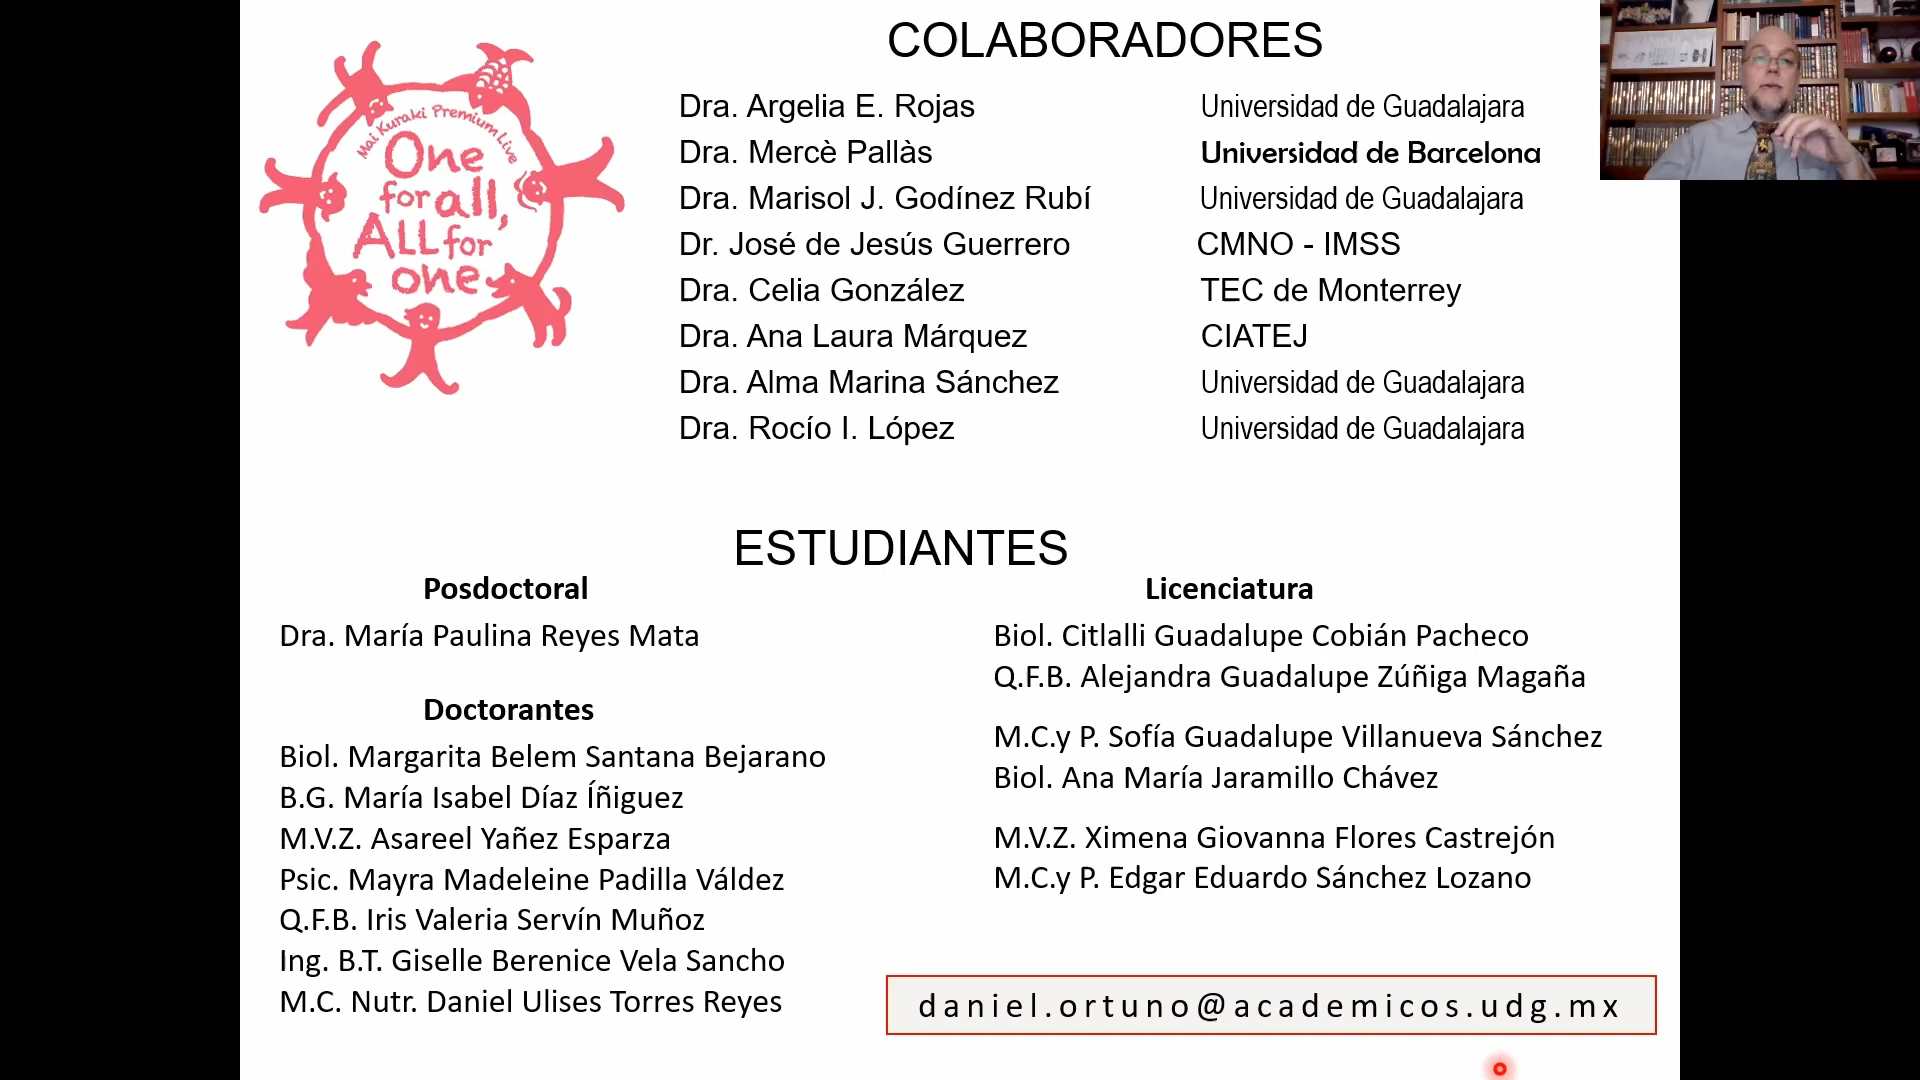 COLABORADORES
Mai Kuraki Premium Live
One
for all,
ALL for
one
Dra. Argelia E. Rojas Universidad de Guadalajara
Dra. Mercè Pallàs Universidad de Barcelona
Dra. Marisol J. Godínez Rubí Universidad de Guadalajara
Dr. José de Jesús Guerrero CMNO - IMSS
Dra. Celia González TEC de Monterrey
Dra. Ana Laura Márquez CIATEJ
Dra. Alma Marina Sánchez Universidad de Guadalajara
Dra. Rocío I. López Universidad de Guadalajara
ESTUDIANTES
Posdoctoral
Dra. María Paulina Reyes Mata
Doctorantes
Biol. Margarita Belem Santana Bejarano
B.G. María Isabel Díaz Íñiguez
M.V.Z. Asareel Yañez Esparza
Psic. Mayra Madeleine Padilla Váldez
Q.F.B. Iris Valeria Servín Muñoz
Ing. B.T. Giselle Berenice Vela Sancho
M.C. Nutr. Daniel Ulises Torres Reyes
Licenciatura
Biol. Citlalli Guadalupe Cobián Pacheco
Q.F.B. Alejandra Guadalupe Zúñiga Magaña
M.C.y P. Sofía Guadalupe Villanueva Sánchez
Biol. Ana María Jaramillo Chávez
M.V.Z. Ximena Giovanna Flores Castrejón
M.C.y P. Edgar Eduardo Sánchez Lozano
daniel.ortuno@academicos.udg.mx